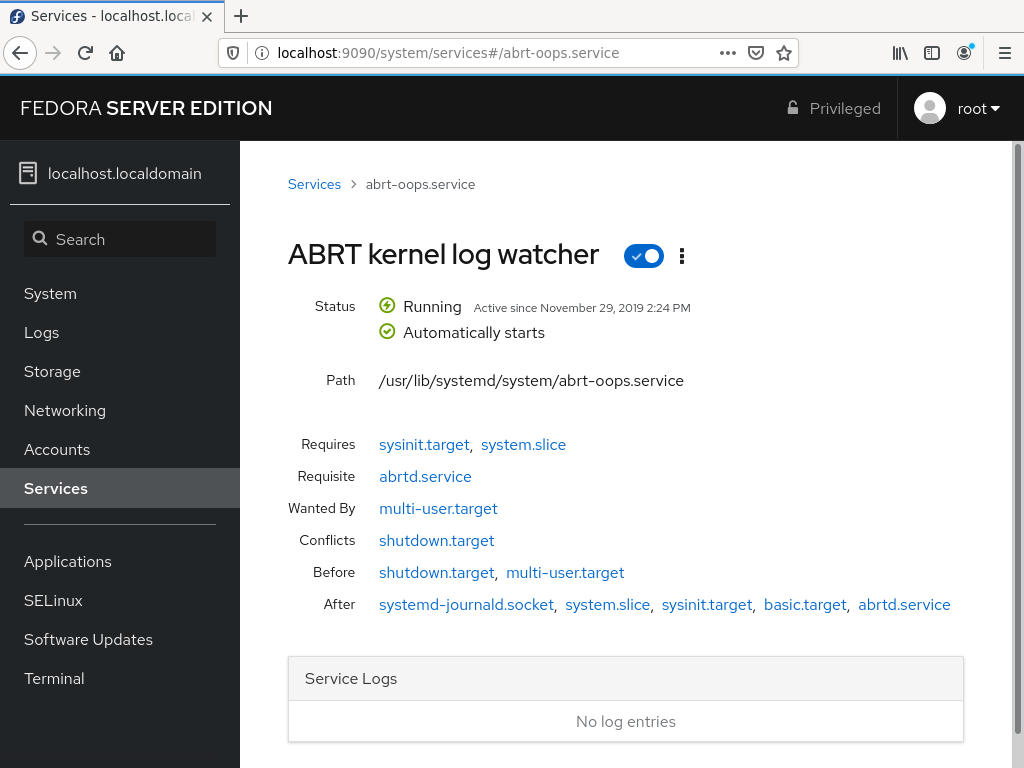 Services - localhost.local
localhost:9090/system/services#/abrt-oops.service
FEDORA SERVER EDITION
Privileged
root
localhost.localdomain
Search
System
Logs
Storage
Networking
Accounts
Services
Applications
SELinux
Software Updates
Terminal
Services > abrt-oops.service
ABRT kernel log watcher
Status Running Active since November 29, 2019 2:24 PM
Automatically starts
Path /usr/lib/systemd/system/abrt-oops.service
Requires sysinit.target, system.slice
Requisite abrtd.service
Wanted By multi-user.target
Conflicts shutdown.target
Before shutdown.target, multi-user.target
After systemd-journald.socket, system.slice, sysinit.target, basic.target, abrtd.service
Service Logs
No log entries